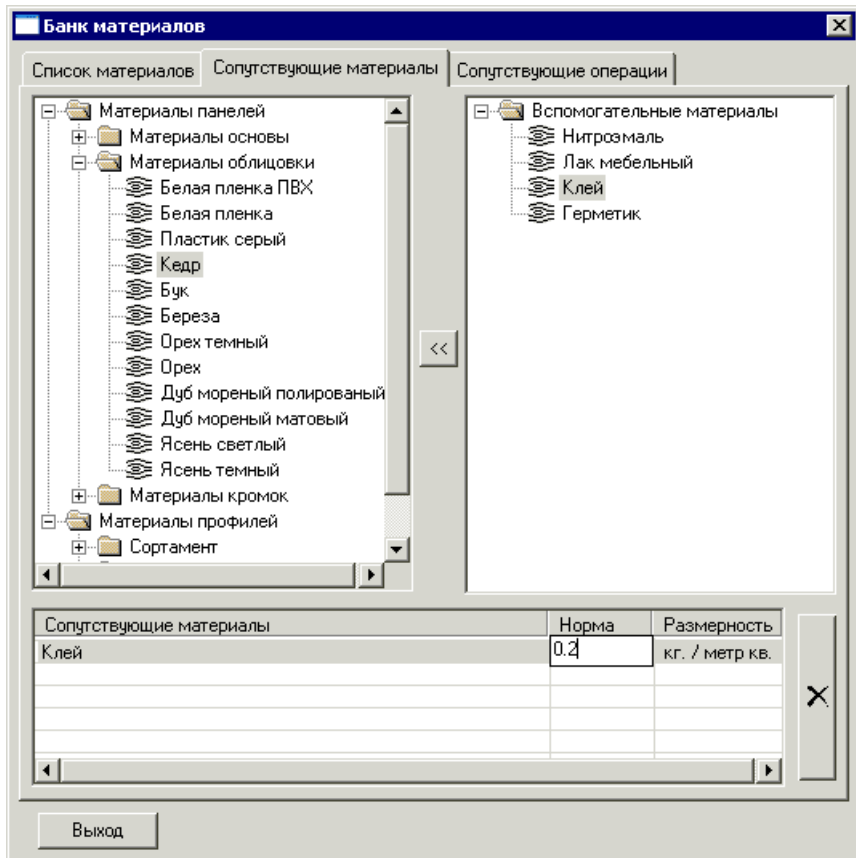 Банк материалов
Список материалов Сопутствующие материалы Сопутствующие операции
Материалы панелей
Материалы основы
Материалы облицовки
Белая пленка ПВХ
Белая пленка
Пластик серый
Кедр
Бук
Береза
Орех темный
Орех
Дуб мореный полированый
Дуб мореный матовый
Ясень светлый
Ясень темный
Материалы кромок
Материалы профилей
Сортамент
<<
Вспомогательные материалы
Нитроэмаль
Лак мебельный
Клей
Герметик
Сопутствующие материалы Норма Размерность
Клей 0.2 кг. / метр кв.
Выход